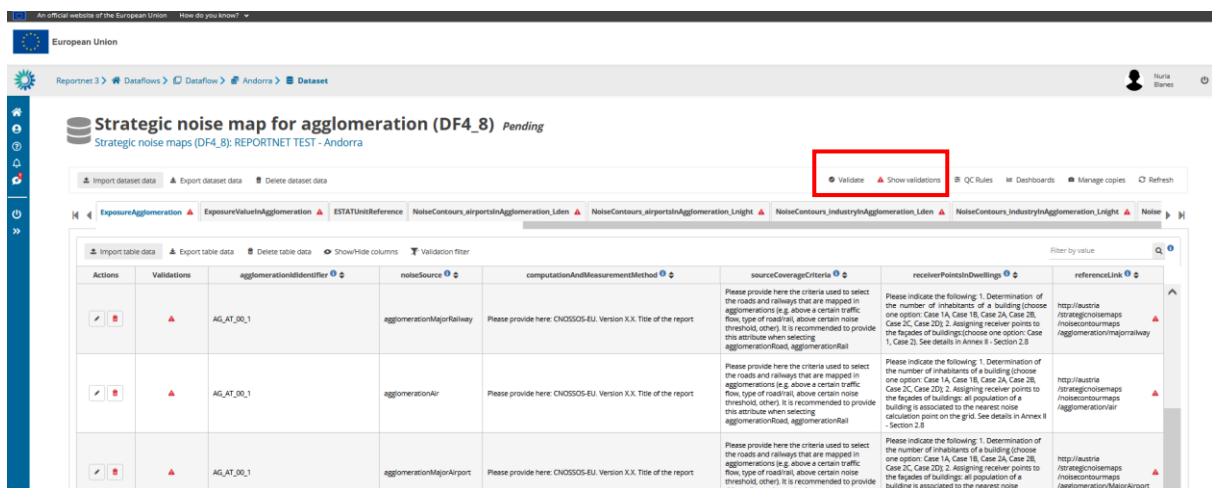 An official website of the European Union How do you know?
European Union
Reportnet 3 > Dataflows > Dataflow > Andorra > Dataset
Nuria
Blanes
Strategic noise map for agglomeration (DF4_8) Pending
Strategic noise maps (DF4_8): REPORTNET TEST - Andorra
Import dataset data Export dataset data Delete dataset data Validate Show validations QC Rules Dashboards Manage copies Refresh
ExposureAgglomeration ExposureValueInAgglomeration ESTATUnitReference NoiseContours_airportsInAgglomeration_Lden NoiseContours_airportsInAgglomeration_Lnight NoiseContours_industryInAgglomeration_Lden NoiseContours_industryInAgglomeration_Lnight Noise
Import table data Export table data Delete table data Show/Hide columns Validation filter Filter by value
Actions Validations agglomerationIdIdentifier noiseSource computationAndMeasurementMethod sourceCoverageCriteria receiverPointsInDwellings referenceLink
AG_AT_00_1 agglomerationMajorRailway Please provide here: CNOSSOS-EU. Version X.X. Title of the report
Please provide here the criteria used to select
the roads and railways that are mapped in
agglomerations (e.g. above a certain traffic
flow, type of road/rail, above certain noise
threshold, other). It is recommended to provide
this attribute when selecting
agglomerationRoad, agglomerationRail
Please indicate the following: 1. Determination of
the number of inhabitants of a building (choose
one option: Case 1A, Case 1B, Case 2A, Case 2B,
Case 2C, Case 2D); 2. Assigning receiver points to
the façades of buildings:(choose one option: Case
1, Case 2). See details in Annex II - Section 2.8
http://austria
/strategicnoisemaps
/noisecontourmaps
/agglomeration/majorrailway
AG_AT_00_1 agglomerationAir Please provide here: CNOSSOS-EU. Version X.X. Title of the report
Please provide here the criteria used to select
the roads and railways that are mapped in
agglomerations (e.g. above a certain traffic
flow, type of road/rail, above certain noise
threshold, other). It is recommended to provide
this attribute when selecting
agglomerationRoad, agglomerationRail
Please indicate the following: 1. Determination of
the number of inhabitants of a building (choose
one option: Case 1A, Case 1B, Case 2A, Case 2B,
Case 2C, Case 2D); 2. Assigning receiver points to
the façades of buildings: all population of a
building is associated to the nearest noise
calculation point on the grid. See details in Annex II
- Section 2.8
http://austria
/strategicnoisemaps
/noisecontourmaps
/agglomeration/air
AG_AT_00_1 agglomerationMajorAirport Please provide here: CNOSSOS-EU. Version X.X. Title of the report
Please provide here the criteria used to select
the roads and railways that are mapped in
agglomerations (e.g. above a certain traffic
flow, type of road/rail, above certain noise
threshold, other). It is recommended to provide
Please indicate the following: 1. Determination of
the number of inhabitants of a building (choose
one option: Case 1A, Case 1B, Case 2A, Case 2B,
Case 2C, Case 2D); 2. Assigning receiver points to
the façades of buildings: all population of a
building is associated to the nearest noise
http://austria
/strategicnoisemaps
/noisecontourmaps
/agglomeration/MajorAirport